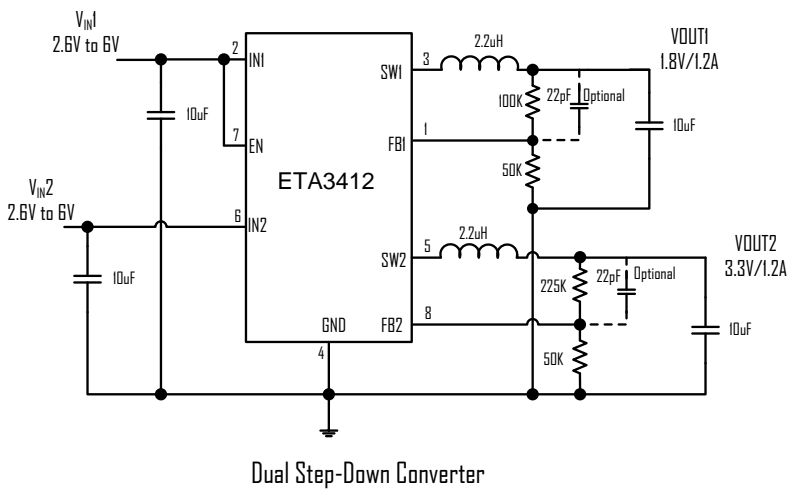 VIN1
2.6V to 6V
2
IN1
SW1
3
2.2uH
VOUT1
1.8V/1.2A
100K
22pF
Optional
10uF
10uF
7
EN
FB1
1
50K
ETA3412
VIN2
2.6V to 6V
6
IN2
SW2
5
2.2uH
VOUT2
3.3V/1.2A
225K
22pF
Optional
10uF
10uF
GND
4
FB2
8
50K
Dual Step-Down Converter